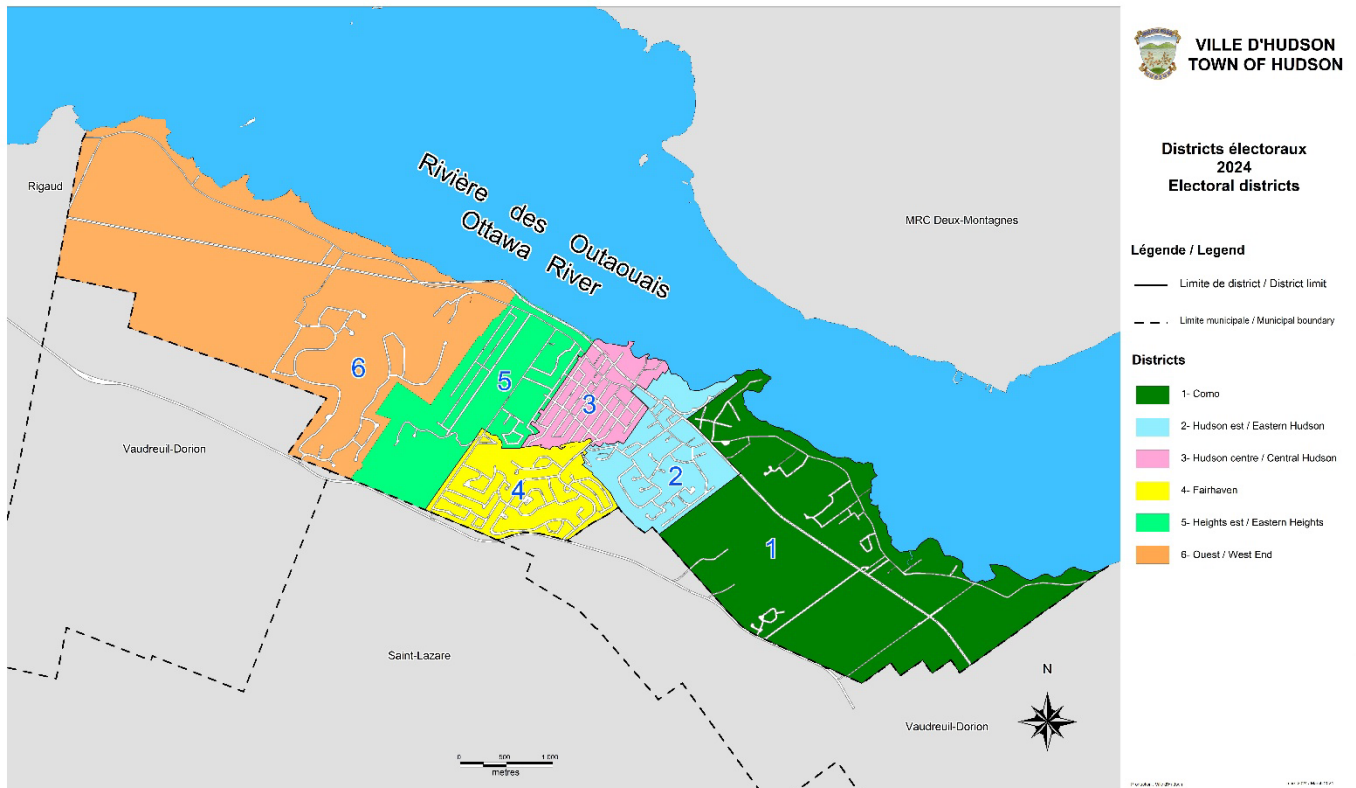 VILLE D'HUDSON
TOWN OF HUDSON
Districts électoraux
2024
Electoral districts
Légende / Legend
Limite de district / District limit
Limite municipale / Municipal boundary
Districts
1- Como
2- Hudson est / Eastern Hudson
3- Hudson centre / Central Hudson
4- Fairhaven
5- Heights est / Eastern Heights
6- Ouest / West End
Rigaud
Rivière des Outaouais
Ottawa River
MRC Deux-Montagnes
6
5
3
2
4
1
Vaudreuil-Dorion
Saint-Lazare
Vaudreuil-Dorion
N
0 500 1 000
metres